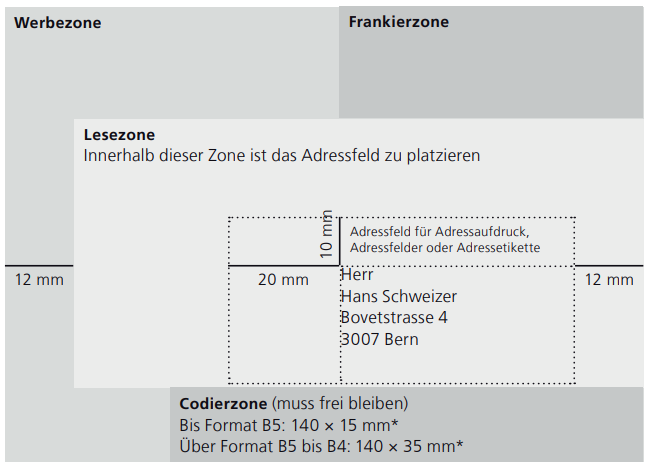 Werbezone
Frankierzone
Lesezone
Innerhalb dieser Zone ist das Adressfeld zu platzieren
10 mm
Adressfeld für Adressaufdruck,
Adressfelder oder Adressetikette
12 mm
20 mm
12 mm
Herr
Hans Schweizer
Bovetstrasse 4
3007 Bern
Codierzone (muss frei bleiben)
Bis Format B5: 140 × 15 mm*
Über Format B5 bis B4: 140 × 35 mm*